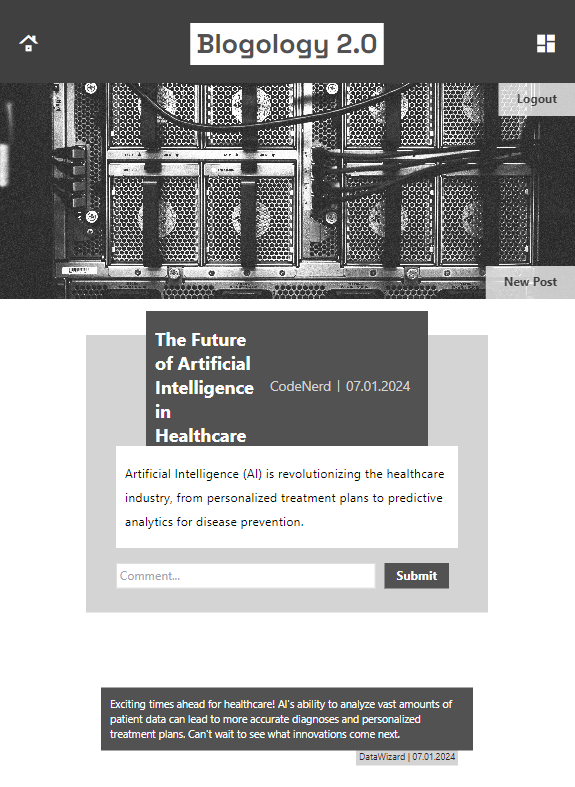 Blogology 2.0
Logout
New Post
The Future
of Artificial
Intelligence
in
Healthcare
CodeNerd | 07.01.2024
Artificial Intelligence (AI) is revolutionizing the healthcare
industry, from personalized treatment plans to predictive
analytics for disease prevention.
Comment...
Submit
Exciting times ahead for healthcare! AI's ability to analyze vast amounts of
patient data can lead to more accurate diagnoses and personalized
treatment plans. Can't wait to see what innovations come next.
DataWizard | 07.01.2024